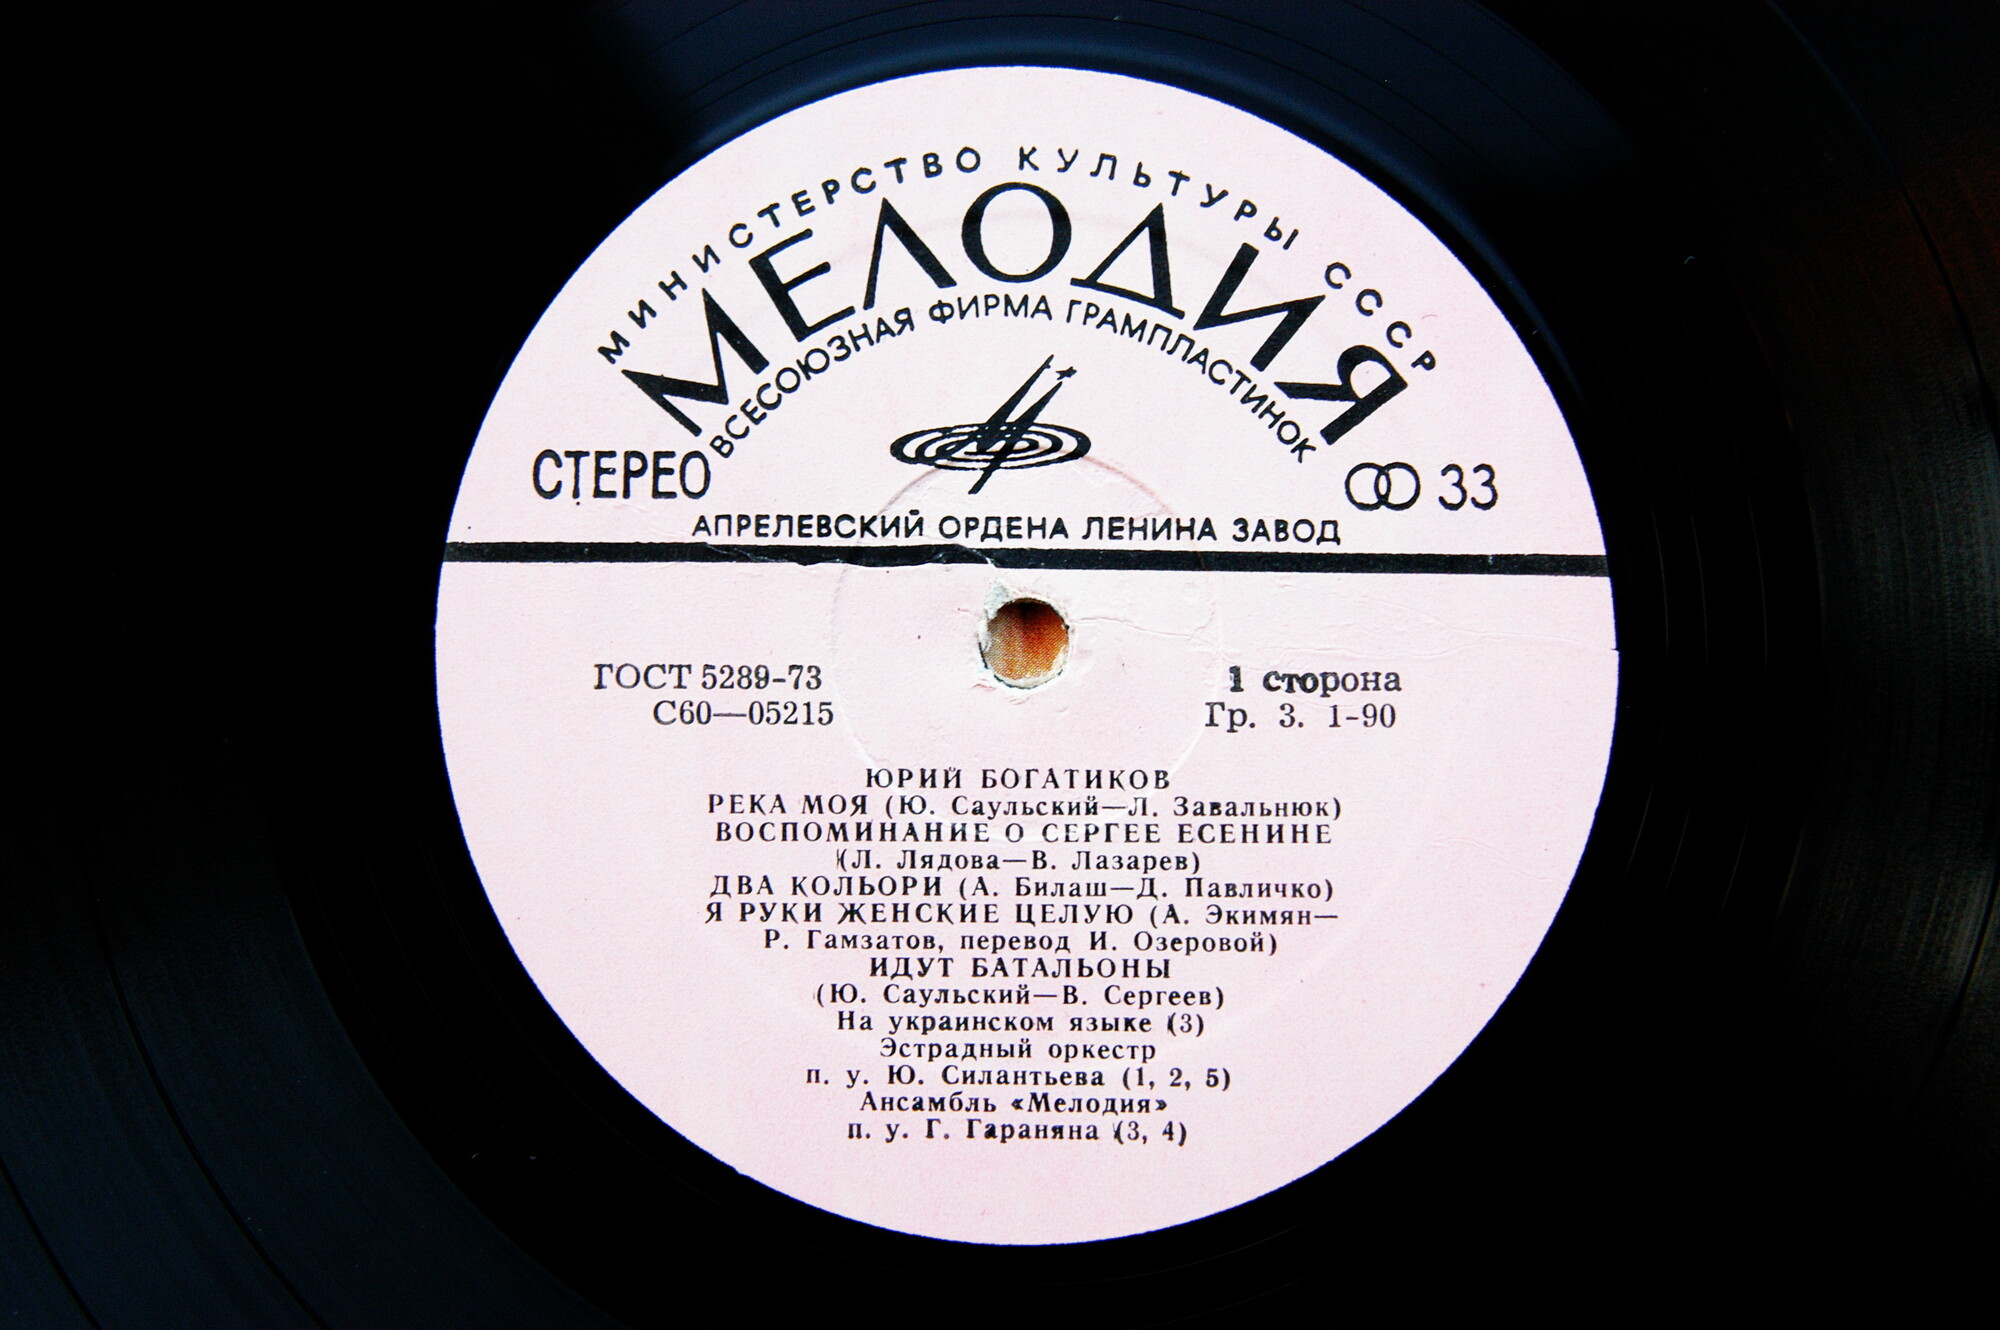 МИНИСТЕРСТВО КУЛЬТУРЫ СССР
МЕЛОДИЯ
ВСЕСОЮЗНАЯ ФИРМА ГРАМПЛАСТИНОК
СТЕРЕО
33
АПРЕЛЕВСКИЙ ОРДЕНА ЛЕНИНА ЗАВОД
ГОСТ 5289-73
С60—05215
1 сторона
Гр. 3. 1-90
ЮРИЙ БОГАТИКОВ
РЕКА МОЯ (Ю. Саульский—Л. Завальнюк)
ВОСПОМИНАНИЕ О СЕРГЕЕ ЕСЕНИНЕ
(Л. Лядова—В. Лазарев)
ДВА КОЛЬОРИ (А. Билаш—Д. Павличко)
Я РУКИ ЖЕНСКИЕ ЦЕЛУЮ (А. Экимян—
Р. Гамзатов, перевод И. Озеровой)
ИДУТ БАТАЛЬОНЫ
(Ю. Саульский—В. Сергеев)
На украинском языке (3)
Эстрадный оркестр
п. у. Ю. Силантьева (1, 2, 5)
Ансамбль «Мелодия»
п. у. Г. Гараняна (3, 4)